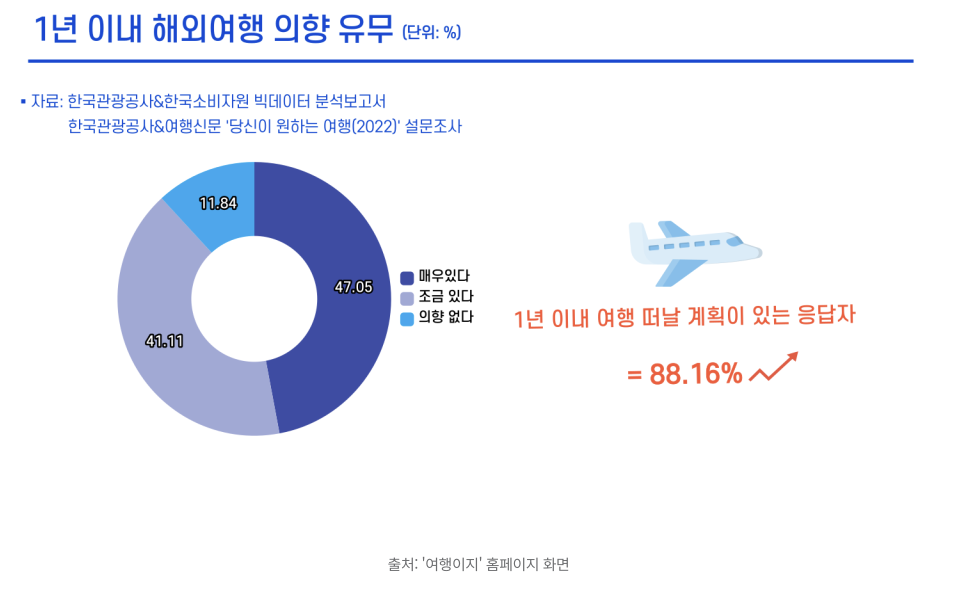 1년 이내 해외여행 의향 유무 (단위: %)
▪ 자료: 한국관광공사&한국소비자원 빅데이터 분석보고서
한국관광공사&여행신문 '당신이 원하는 여행(2022)' 설문조사
11.84
47.05
41.11
매우있다
조금 있다
의향 없다
1년 이내 여행 떠날 계획이 있는 응답자
= 88.16%
출처: '여행이지' 홈페이지 화면